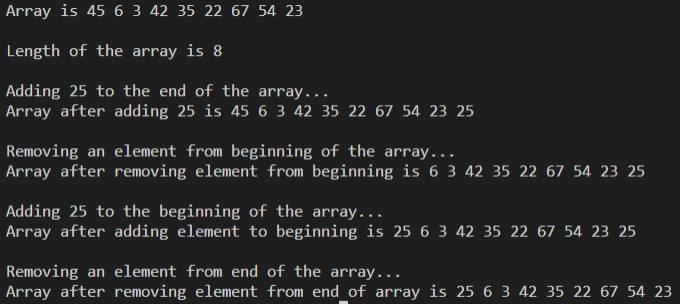 Array is 45 6 3 42 35 22 67 54 23
Length of the array is 8
Adding 25 to the end of the array...
Array after adding 25 is 45 6 3 42 35 22 67 54 23 25
Removing an element from beginning of the array...
Array after removing element from beginning is 6 3 42 35 22 67 54 23 25
Adding 25 to the beginning of the array...
Array after adding element to beginning is 25 6 3 42 35 22 67 54 23 25
Removing an element from end of the array...
Array after removing element from end of array is 25 6 3 42 35 22 67 54 23